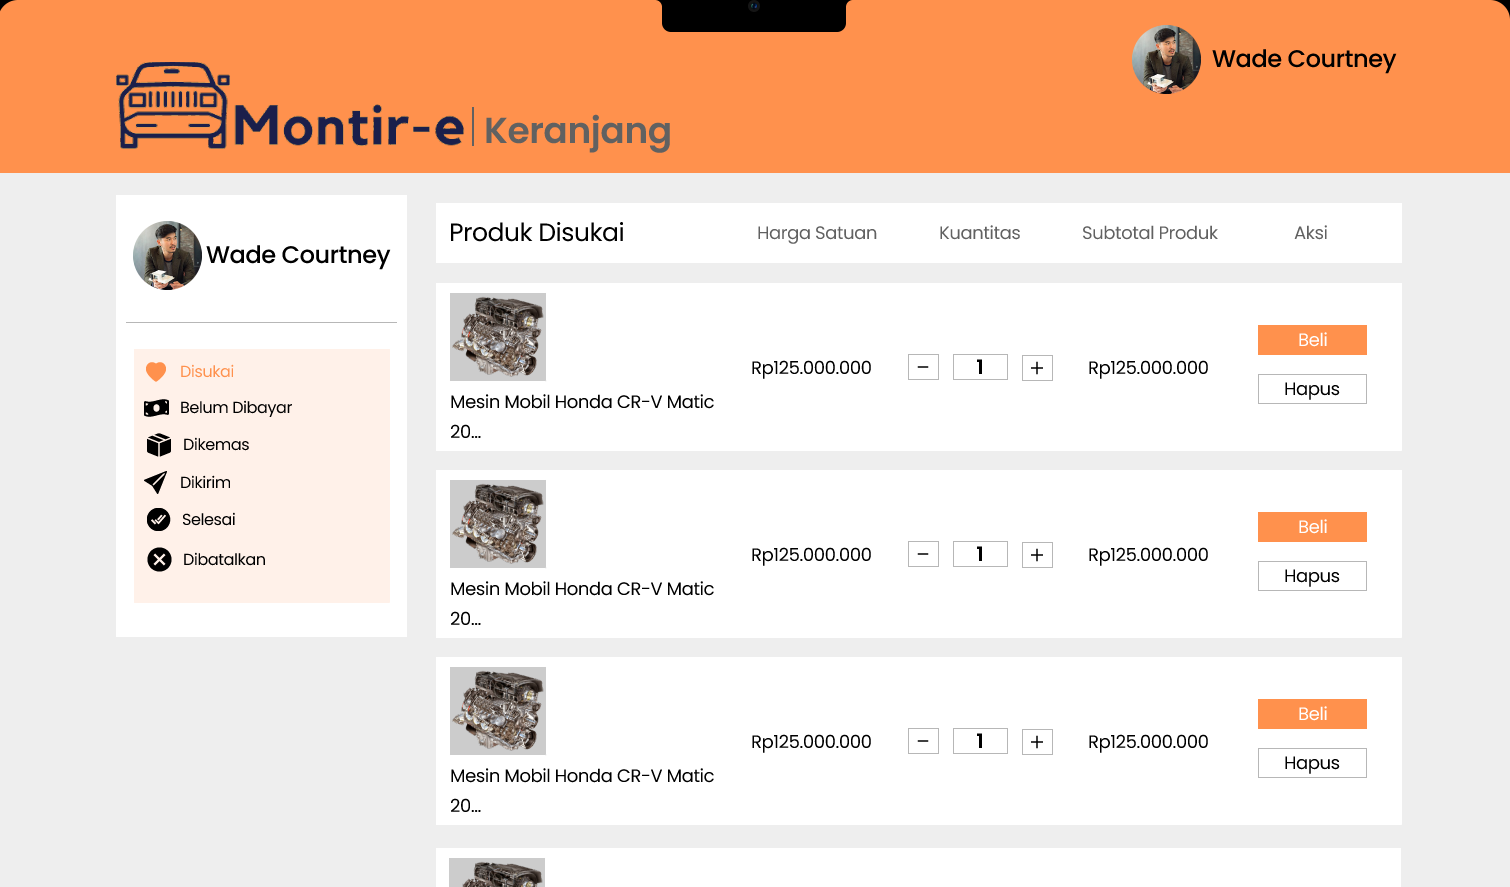 Wade Courtney
Montir-e
Keranjang
Wade Courtney
Disukai
Belum Dibayar
Dikemas
Dikirim
Selesai
Dibatalkan
Produk Disukai Harga Satuan Kuantitas Subtotal Produk Aksi
Rp125.000.000 − 1 + Rp125.000.000
Beli
Hapus
Mesin Mobil Honda CR-V Matic
20...
Rp125.000.000 − 1 + Rp125.000.000
Beli
Hapus
Mesin Mobil Honda CR-V Matic
20...
Rp125.000.000 − 1 + Rp125.000.000
Beli
Hapus
Mesin Mobil Honda CR-V Matic
20...